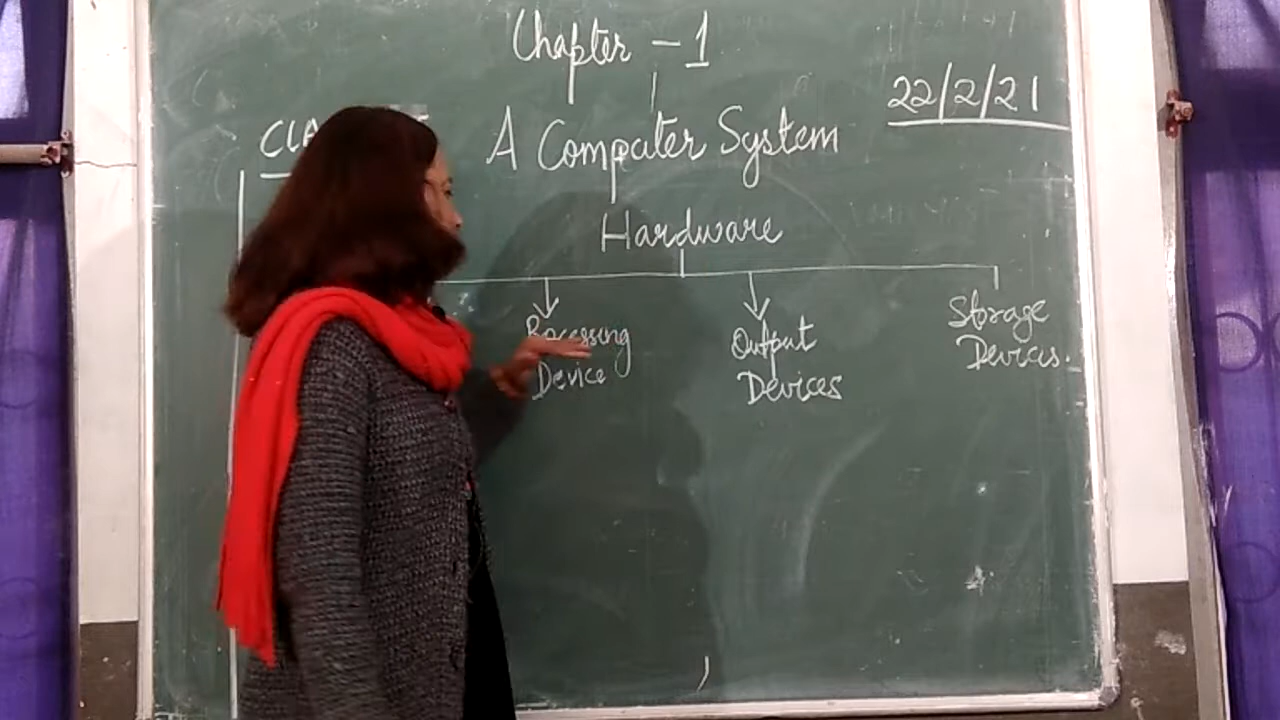 Chapter - 1
22/2/21
A Computer System
Hardware
Processing
Device
Output
Devices
Storage
Devices.